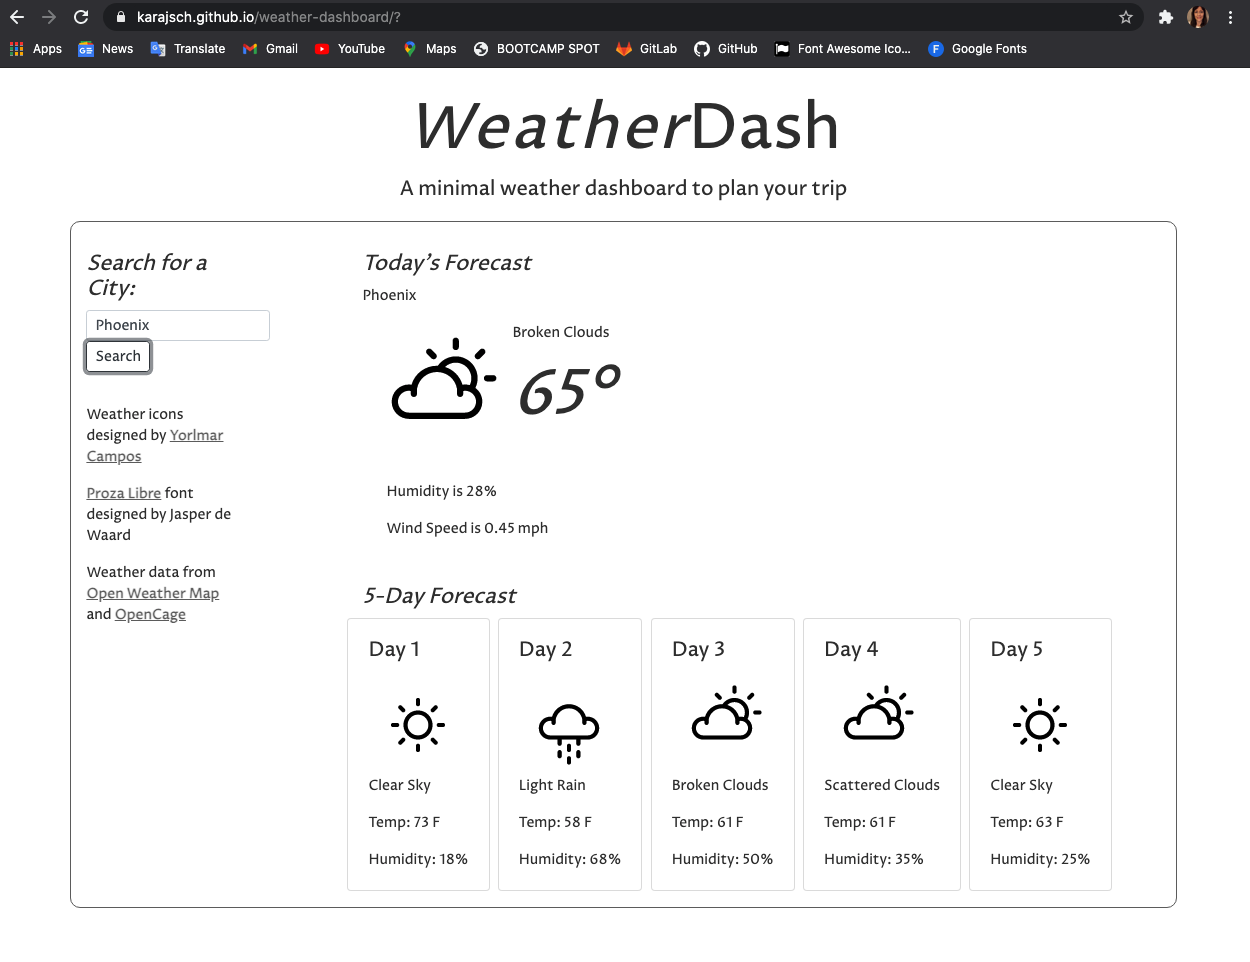 karajsch.github.io/weather-dashboard/?
Apps News Translate Gmail YouTube Maps BOOTCAMP SPOT GitLab GitHub Font Awesome Ico... F Google Fonts
WeatherDash
A minimal weather dashboard to plan your trip
Search for a
City:
Phoenix
Search
Weather icons
designed by Yorlmar
Campos
Proza Libre font
designed by Jasper de
Waard
Weather data from
Open Weather Map
and OpenCage
Today's Forecast
Phoenix
Broken Clouds
65°
Humidity is 28%
Wind Speed is 0.45 mph
5-Day Forecast
Day 1
Clear Sky
Temp: 73 F
Humidity: 18%
Day 2
Light Rain
Temp: 58 F
Humidity: 68%
Day 3
Broken Clouds
Temp: 61 F
Humidity: 50%
Day 4
Scattered Clouds
Temp: 61 F
Humidity: 35%
Day 5
Clear Sky
Temp: 63 F
Humidity: 25%